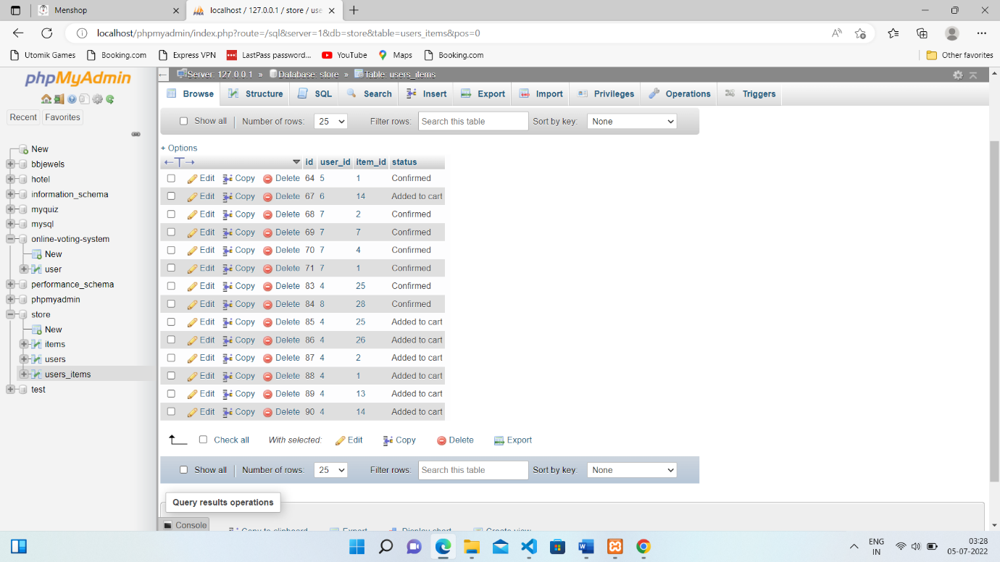 Menshop
localhost / 127.0.0.1 / store / use
localhost/phpmyadmin/index.php?route=/sql&server=1&db=store&table=users_items&pos=0
Utomik Games Booking.com Express VPN LastPass password... YouTube Maps Booking.com Other favorites
phpMyAdmin
Recent Favorites
New
bbjewels
hotel
information_schema
myquiz
mysql
online-voting-system
New
user
performance_schema
phpmyadmin
store
New
items
users
users_items
test
Server: 127.0.0.1 » Database: store » Table: users_items
Browse Structure SQL Search Insert Export Import Privileges Operations Triggers
Show all Number of rows: 25 Filter rows: Search this table Sort by key: None
+ Options
←T→ id user_id item_id status
Edit Copy Delete 64 5 1 Confirmed
Edit Copy Delete 67 6 14 Added to cart
Edit Copy Delete 68 7 2 Confirmed
Edit Copy Delete 69 7 7 Confirmed
Edit Copy Delete 70 7 4 Confirmed
Edit Copy Delete 71 7 1 Confirmed
Edit Copy Delete 83 4 25 Confirmed
Edit Copy Delete 84 8 28 Confirmed
Edit Copy Delete 85 4 25 Added to cart
Edit Copy Delete 86 4 26 Added to cart
Edit Copy Delete 87 4 2 Added to cart
Edit Copy Delete 88 4 1 Added to cart
Edit Copy Delete 89 4 13 Added to cart
Edit Copy Delete 90 4 14 Added to cart
Check all With selected: Edit Copy Delete Export
Show all Number of rows: 25 Filter rows: Search this table Sort by key: None
Query results operations
Console
Copy to clipboard Export Display chart Create view
ENG
IN
03:28
05-07-2022